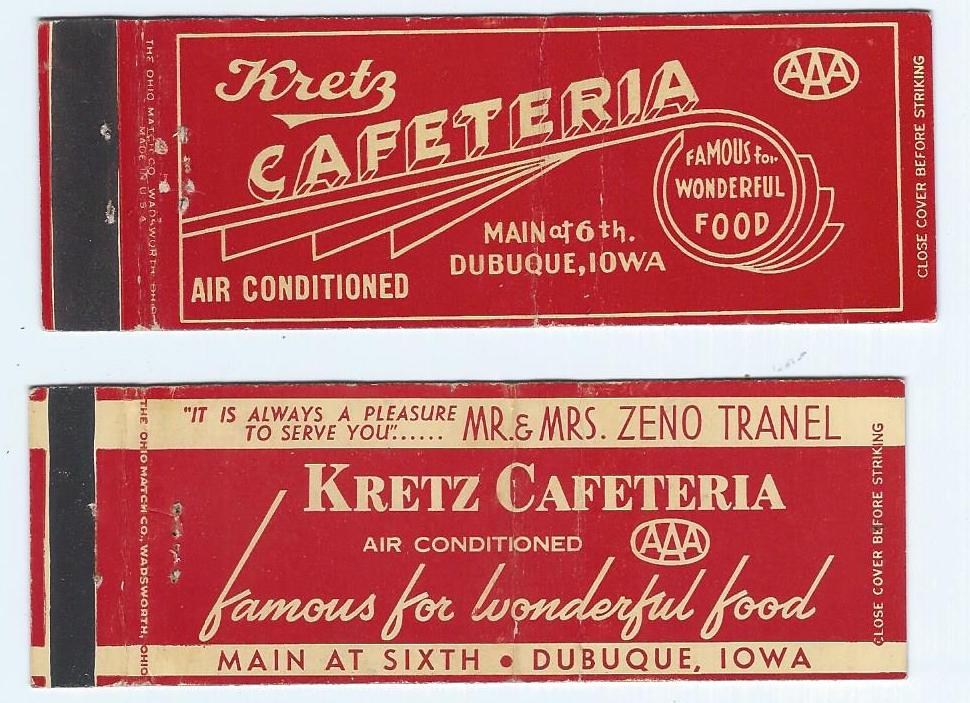 THE OHIO MATCH CO. WADSWORTH, OHIO
MADE IN U.S.A.
Kretz
CAFETERIA
AAA
FAMOUS for
WONDERFUL
FOOD
MAIN at 6th.
DUBUQUE, IOWA
AIR CONDITIONED
CLOSE COVER BEFORE STRIKING
THE OHIO MATCH CO., WADSWORTH, OHIO
"IT IS ALWAYS A PLEASURE
TO SERVE YOU"...... MR. & MRS. ZENO TRANEL
KRETZ CAFETERIA
AIR CONDITIONED AAA
famous for wonderful food
MAIN AT SIXTH • DUBUQUE, IOWA
CLOSE COVER BEFORE STRIKING